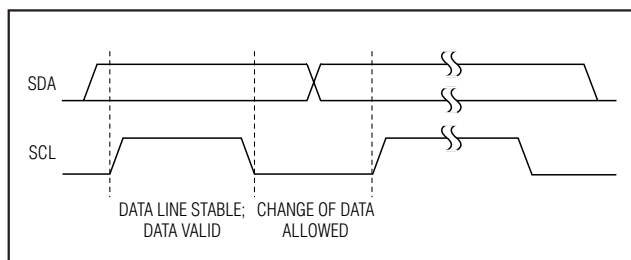 SDA
SCL
DATA LINE STABLE; CHANGE OF DATA
DATA VALID ALLOWED